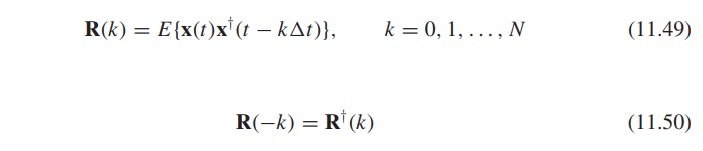 R(k) = E{x(t)x†(t − kΔt)},   k = 0, 1, . . . , N   (11.49)
R(−k) = R†(k)   (11.50)